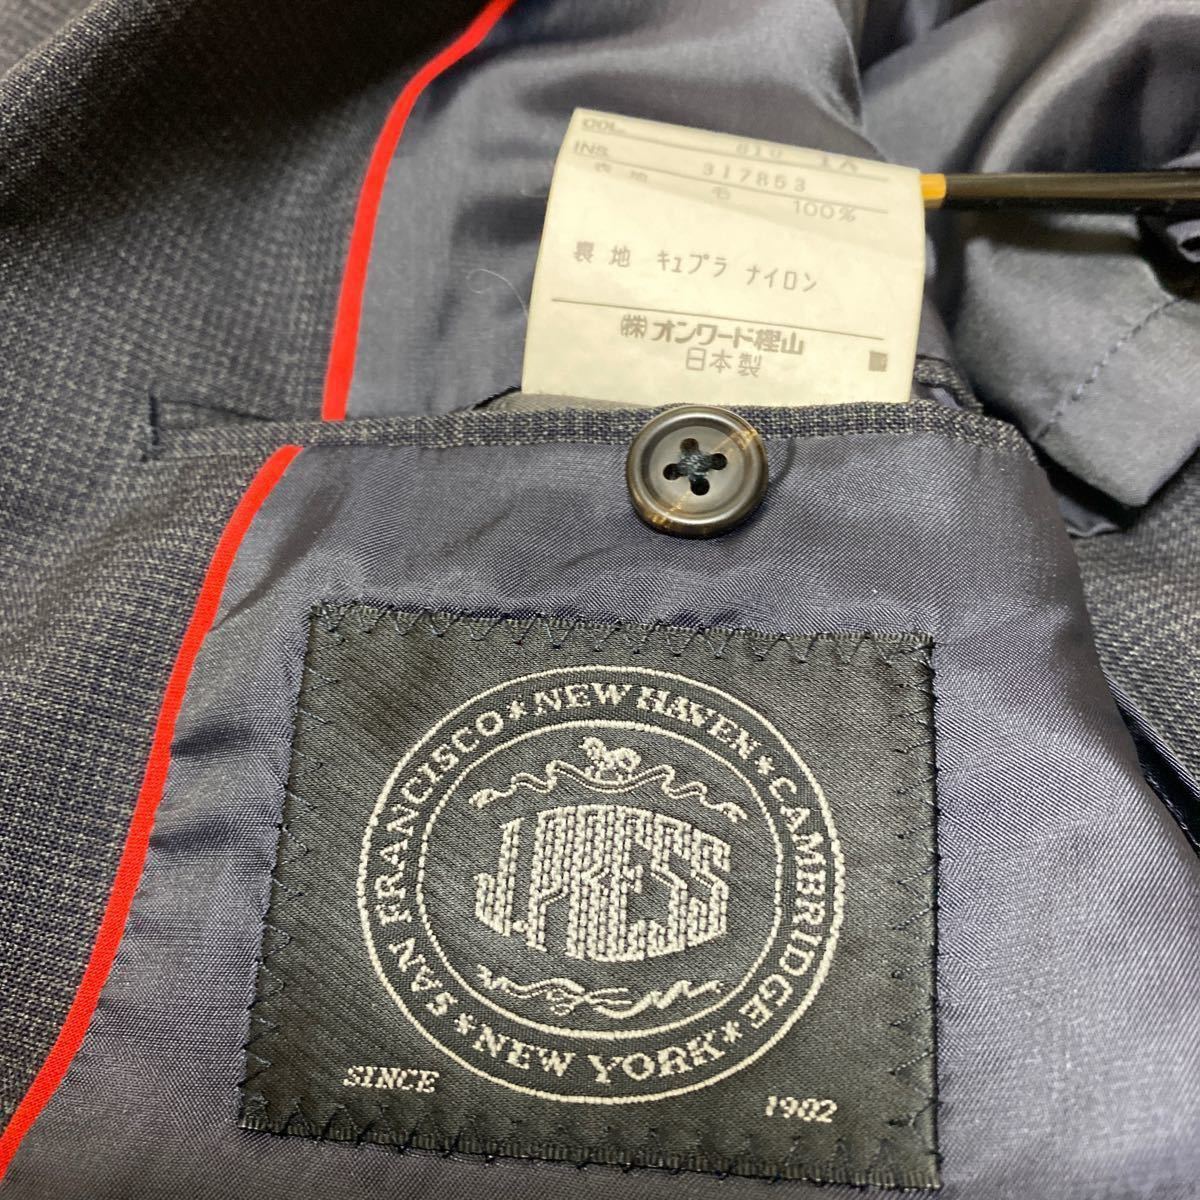 COL. 810 1A
INS. 317853
表地 毛 100%
裏地 キュプラ ナイロン
㈱オンワード樫山
日本製
SAN FRANCISCO★NEW HAVEN★CAMBRIDGE★NEW YORK★
J.PRESS
SINCE 1902